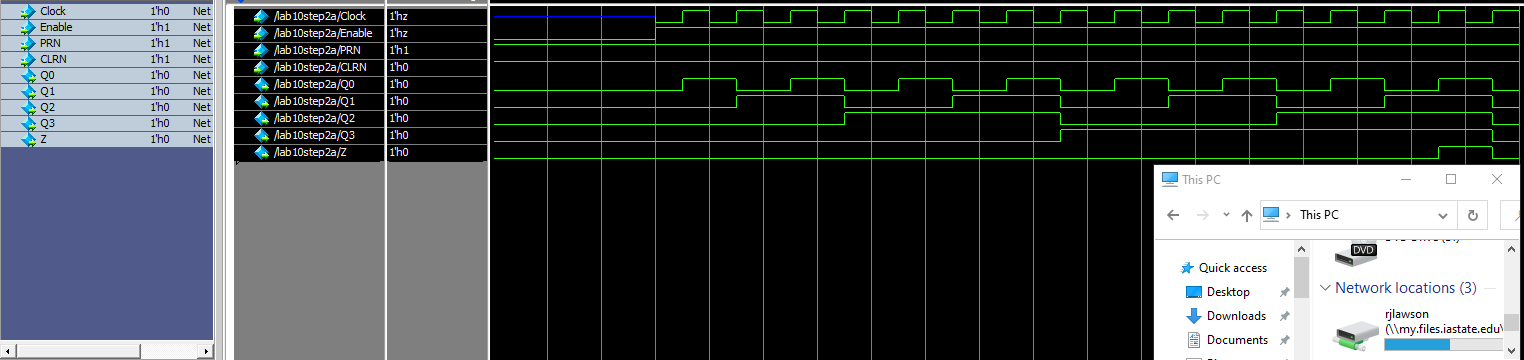 Clock 1'h0 Net
Enable 1'h1 Net
PRN 1'h1 Net
CLRN 1'h1 Net
Q0 1'h0 Net
Q1 1'h0 Net
Q2 1'h0 Net
Q3 1'h0 Net
Z 1'h0 Net
/lab10step2a/Clock 1'hz
/lab10step2a/Enable 1'hz
/lab10step2a/PRN 1'h1
/lab10step2a/CLRN 1'h0
/lab10step2a/Q0 1'h0
/lab10step2a/Q1 1'h0
/lab10step2a/Q2 1'h0
/lab10step2a/Q3 1'h0
/lab10step2a/Z 1'h0
This PC
This PC
Quick access
Desktop
Downloads
Documents
DVD
Network locations (3)
rjlawson
(\\my.files.iastate.edu\